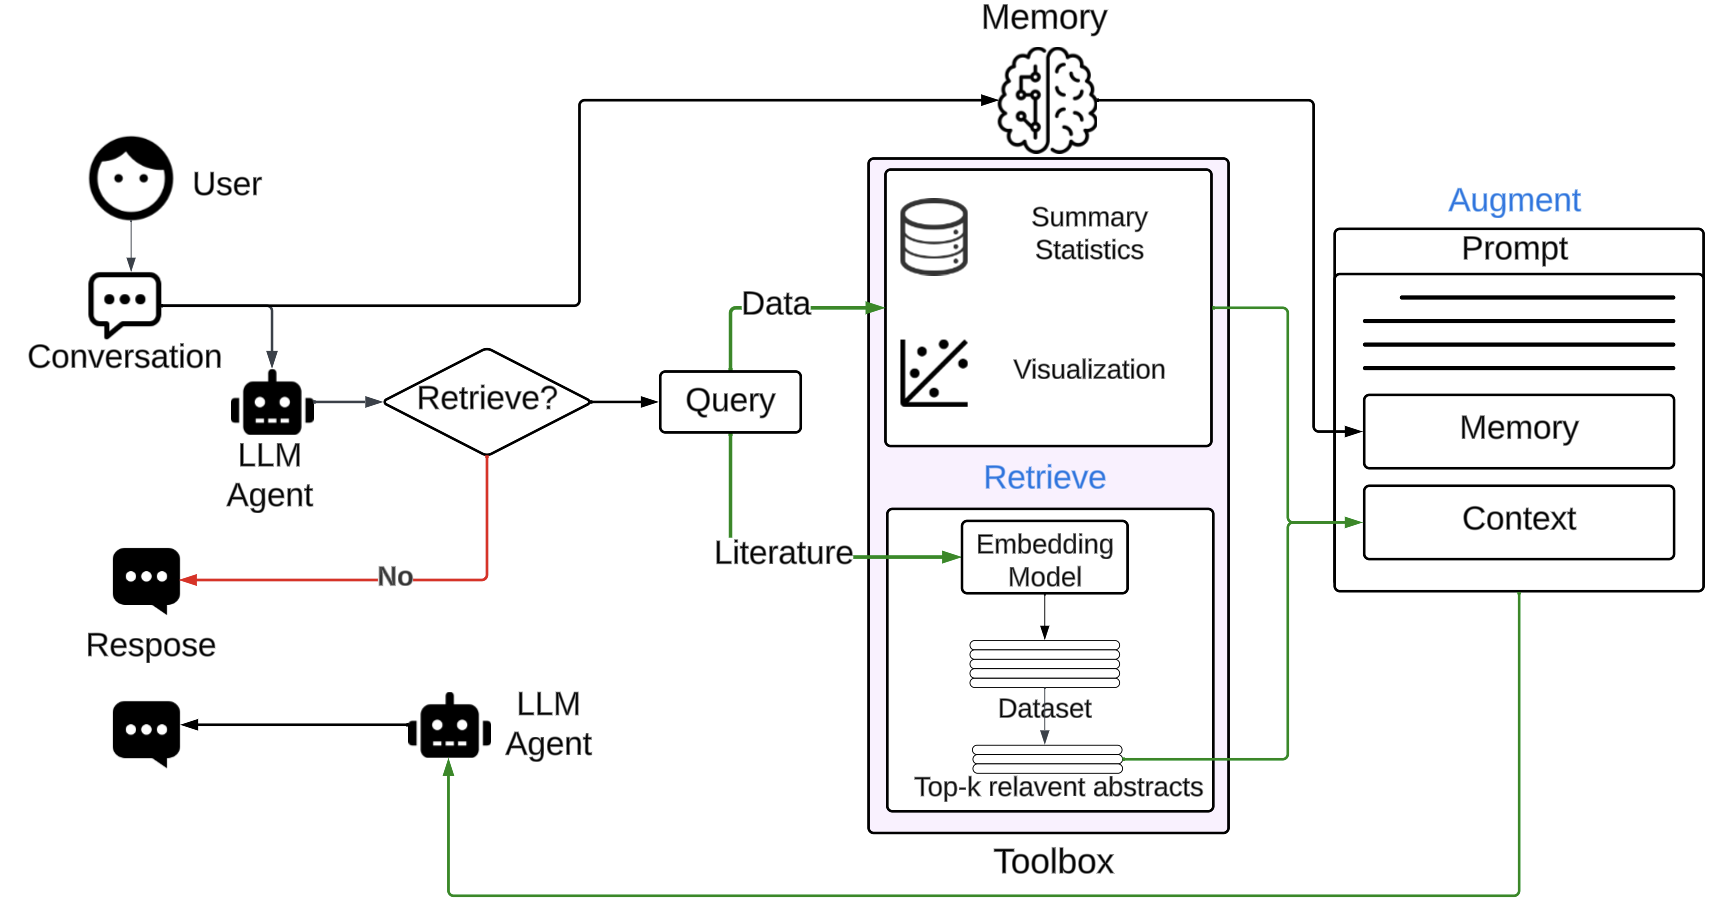 Memory
User
Conversation
LLM
Agent
Retrieve?
No
Respose
Query
Data
Literature
Summary
Statistics
Visualization
Retrieve
Embedding
Model
Dataset
Top-k relavent abstracts
Toolbox
Augment
Prompt
Memory
Context
LLM
Agent